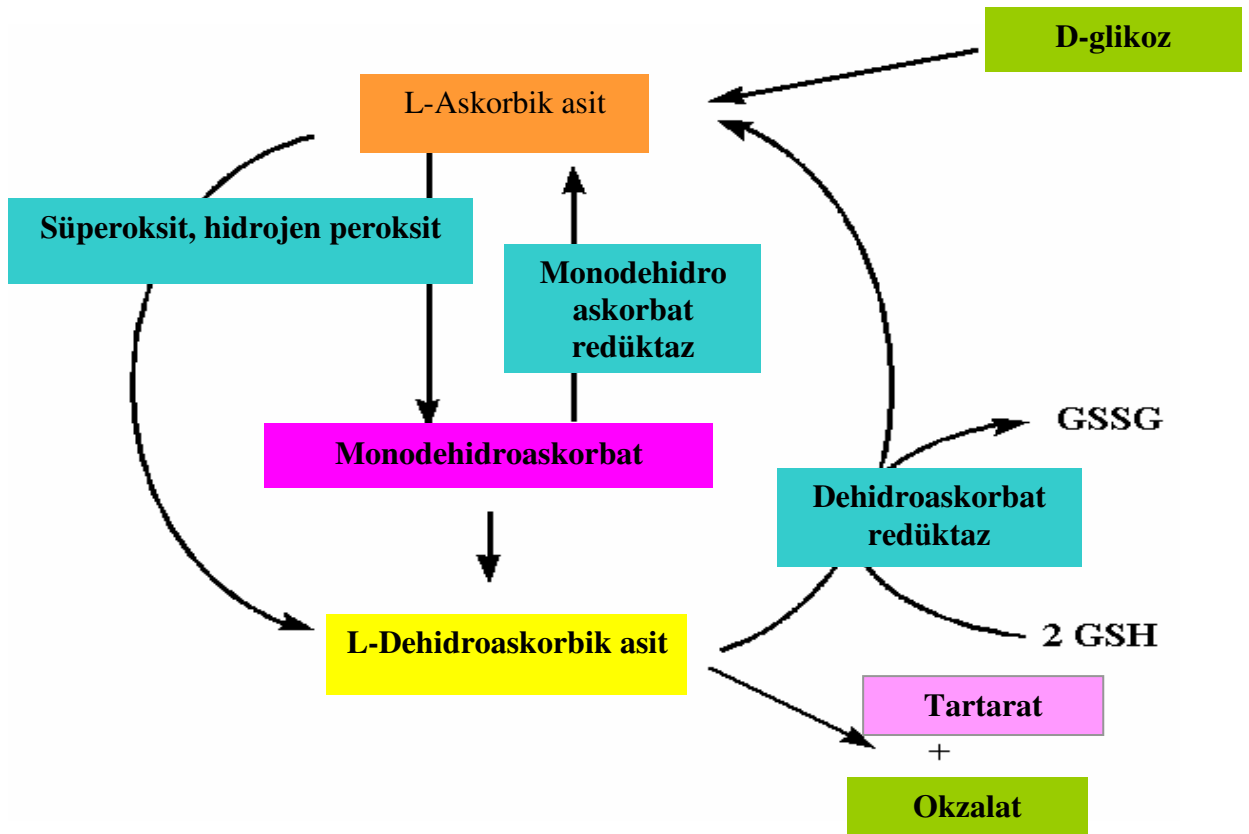 D-glikoz
L-Askorbik asit
Süperoksit, hidrojen peroksit
Monodehidro
askorbat
redüktaz
GSSG
Monodehidroaskorbat
Dehidroaskorbat
redüktaz
L-Dehidroaskorbik asit
2 GSH
Tartarat
+
Okzalat